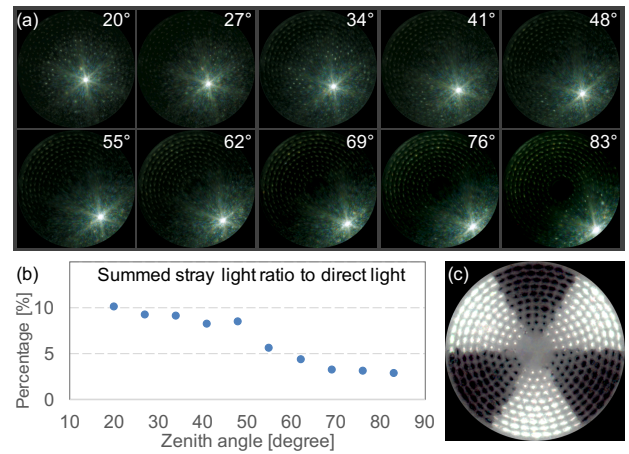 (a) 20° 27° 34° 41° 48°
55° 62° 69° 76° 83°
(b)
Summed stray light ratio to direct light
Percentage [%]
10
5
0
10 20 30 40 50 60 70 80 90
Zenith angle [degree]
(c)